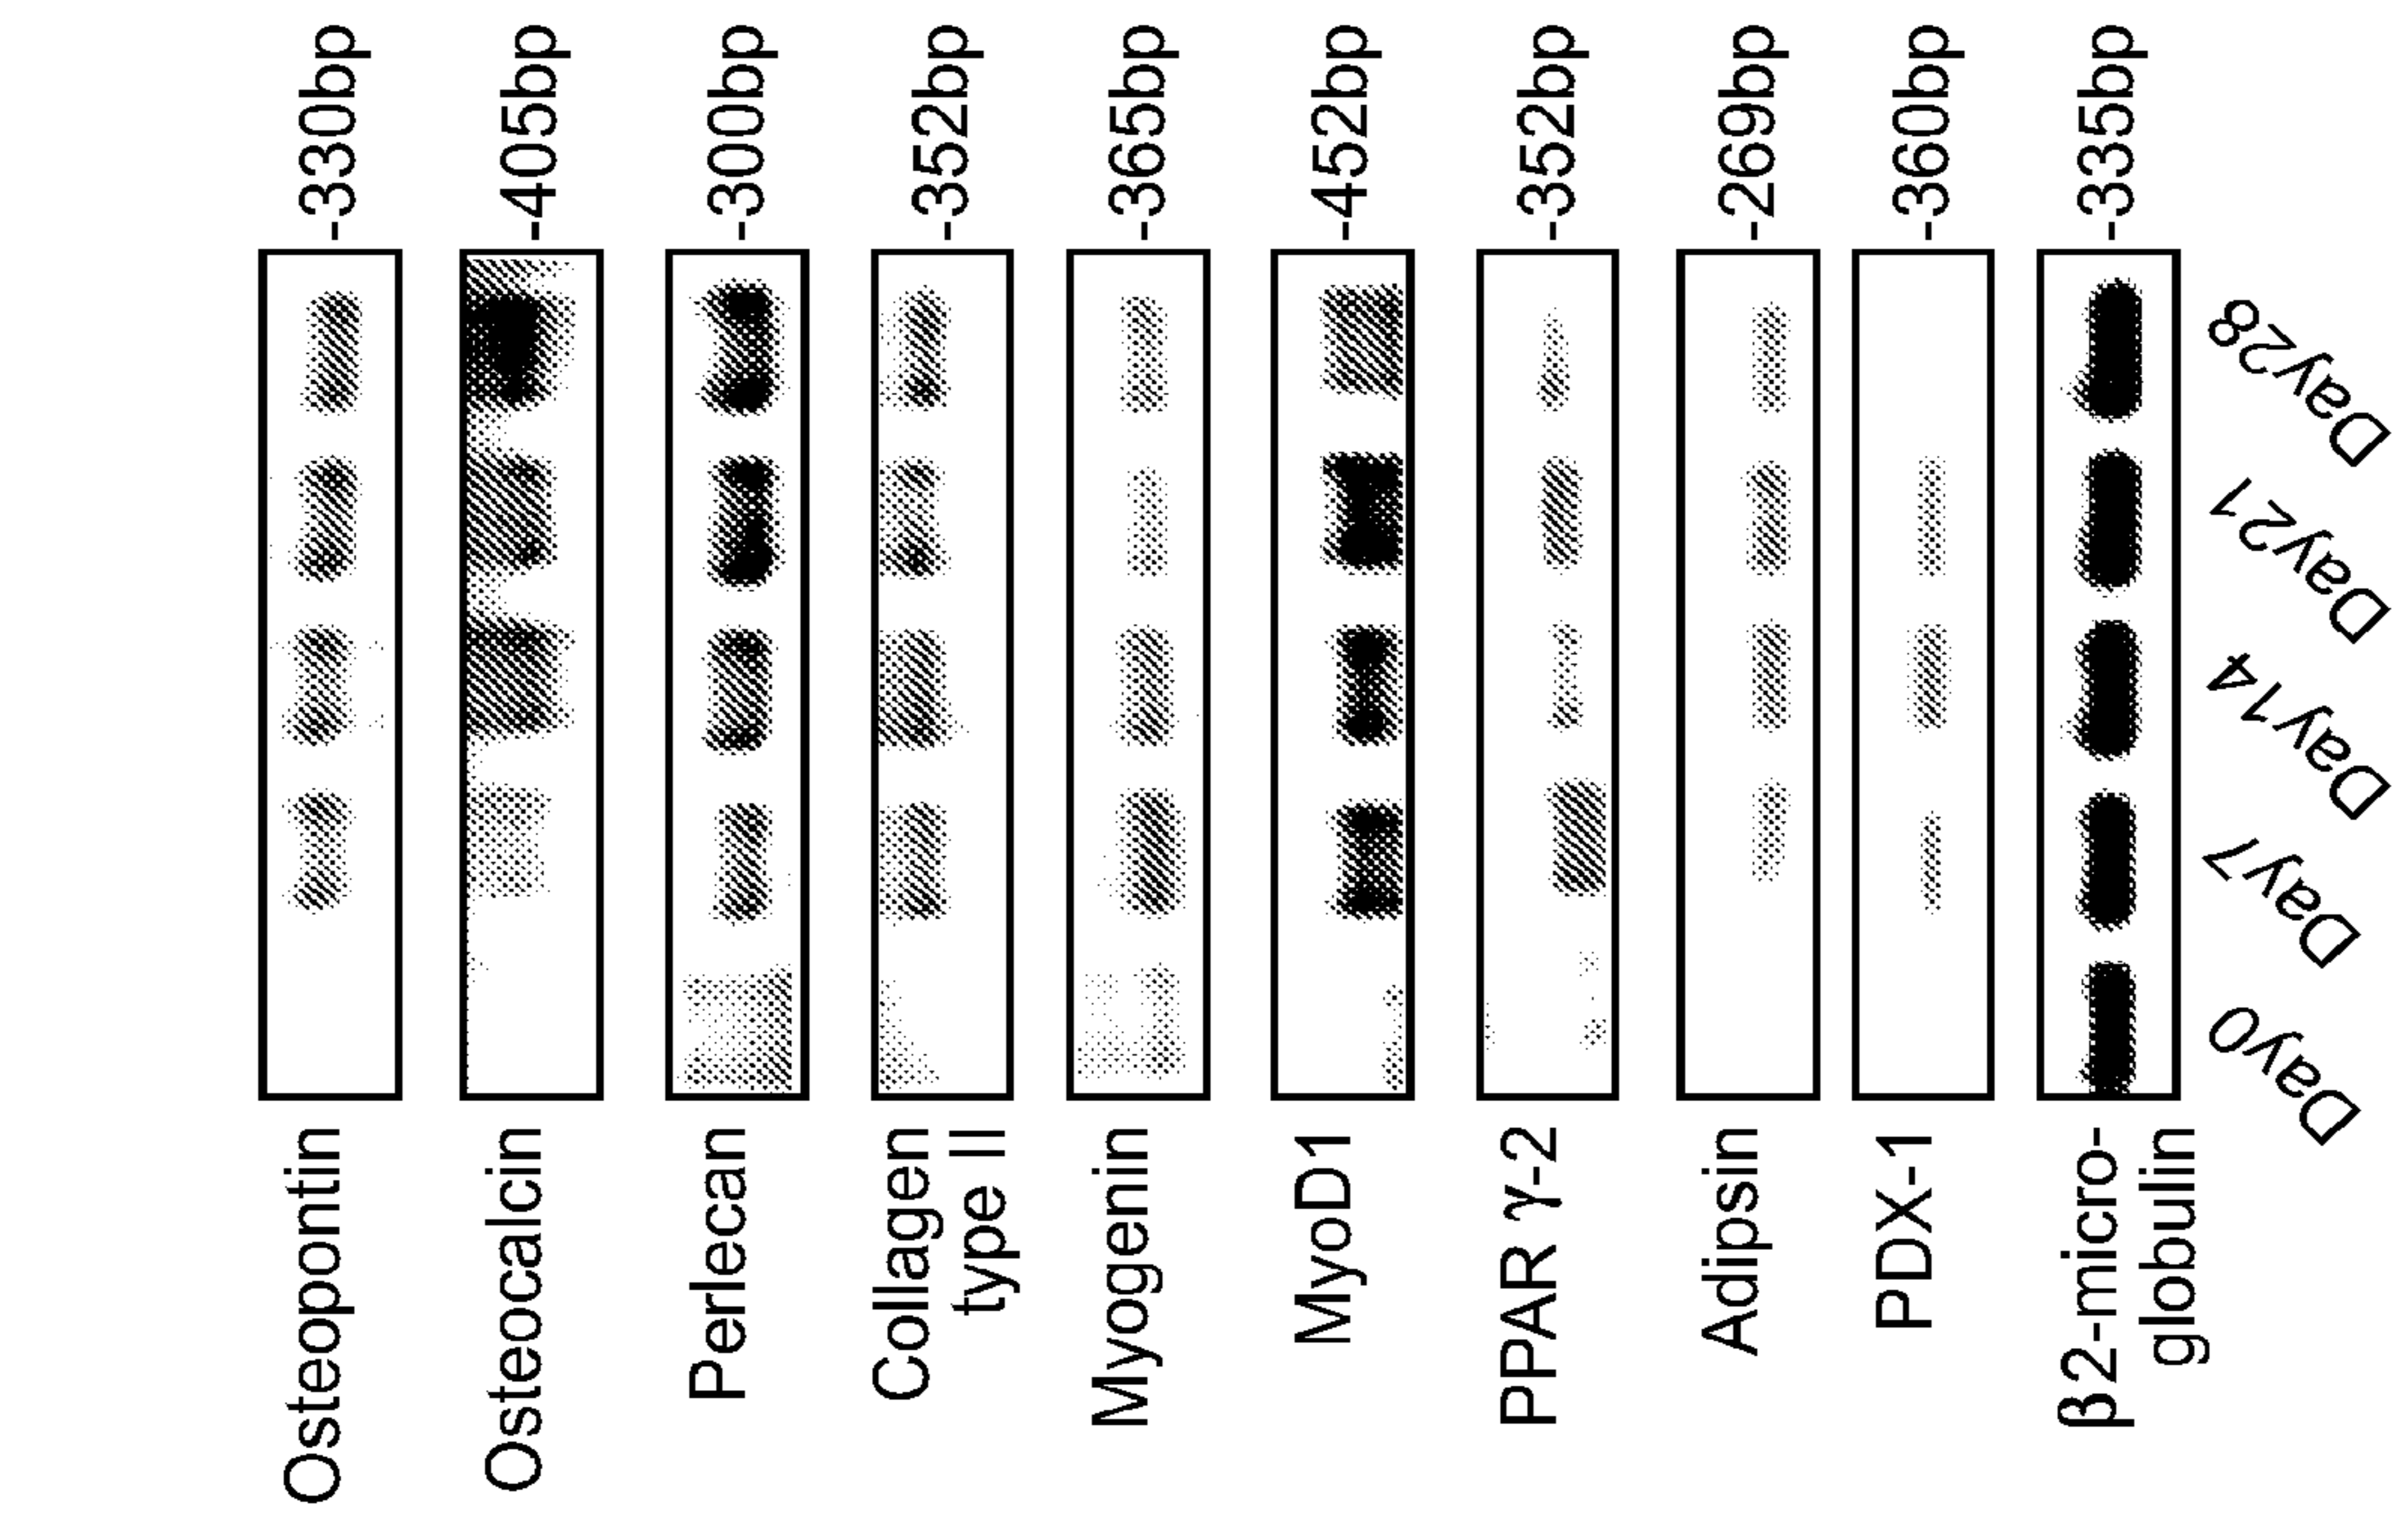 Osteopontin -330bp
Osteocalcin -405bp
Perlecan -300bp
Collagen
type II -352bp
Myogenin -365bp
MyoD1 -452bp
PPAR γ-2 -352bp
Adipsin -269bp
PDX-1 -360bp
β2-micro-
globulin -335bp
Day0 Day7 Day14 Day21 Day28